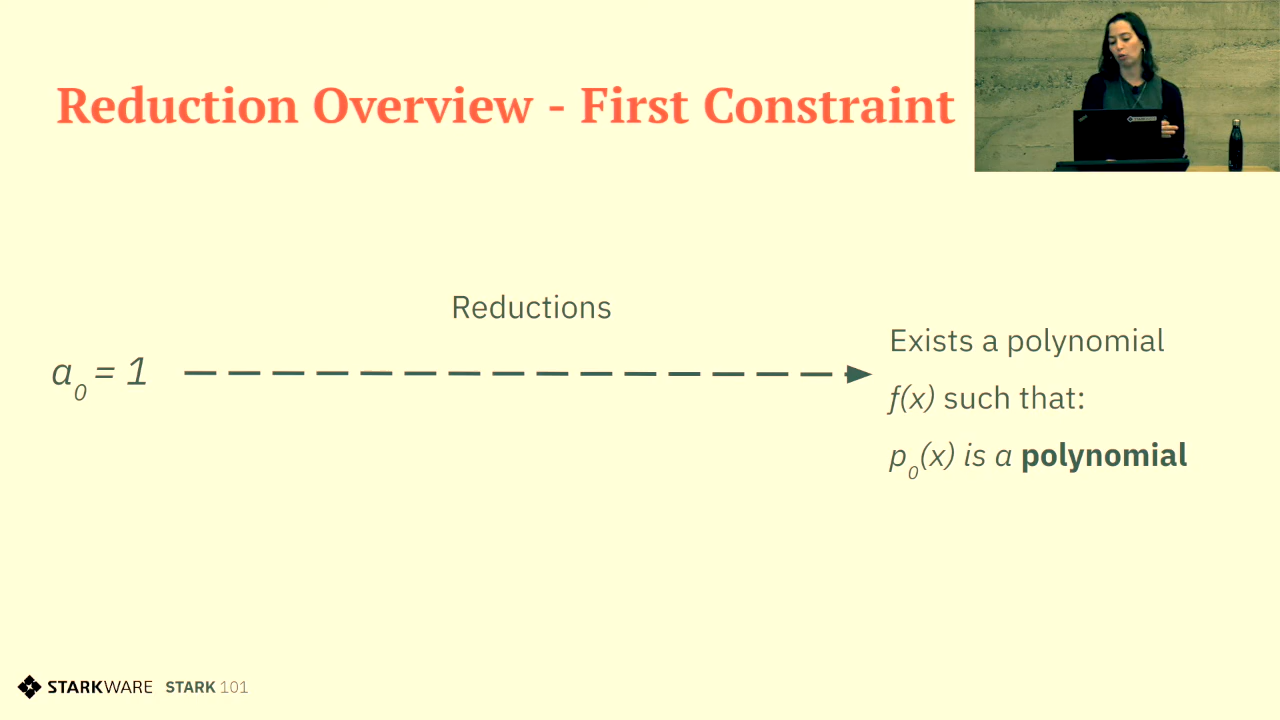 Reduction Overview - First Constraint
Reductions
a0 = 1
Exists a polynomial
f(x) such that:
p0(x) is a polynomial
STARKWARE STARK 101